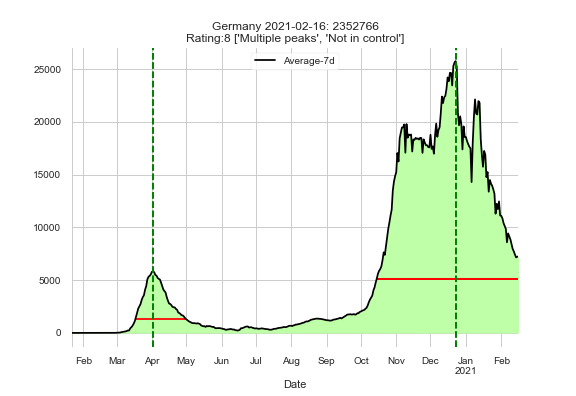 Germany 2021-02-16: 2352766
Rating:8 ['Multiple peaks', 'Not in control']
Average-7d
25000
20000
15000
10000
5000
0
Feb Mar Apr May Jun Jul Aug Sep Oct Nov Dec Jan Feb
2021
Date